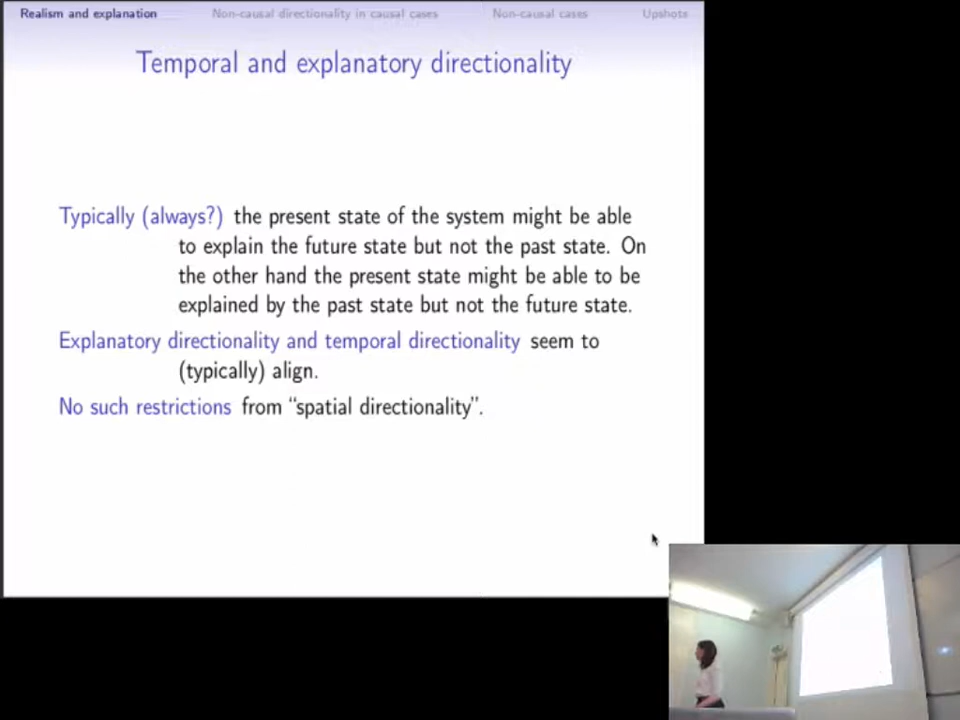 Realism and explanation Non-causal directionality in causal cases Non-causal cases Upshots
Temporal and explanatory directionality
Typically (always?) the present state of the system might be able
to explain the future state but not the past state. On
the other hand the present state might be able to be
explained by the past state but not the future state.
Explanatory directionality and temporal directionality seem to
(typically) align.
No such restrictions from “spatial directionality”.